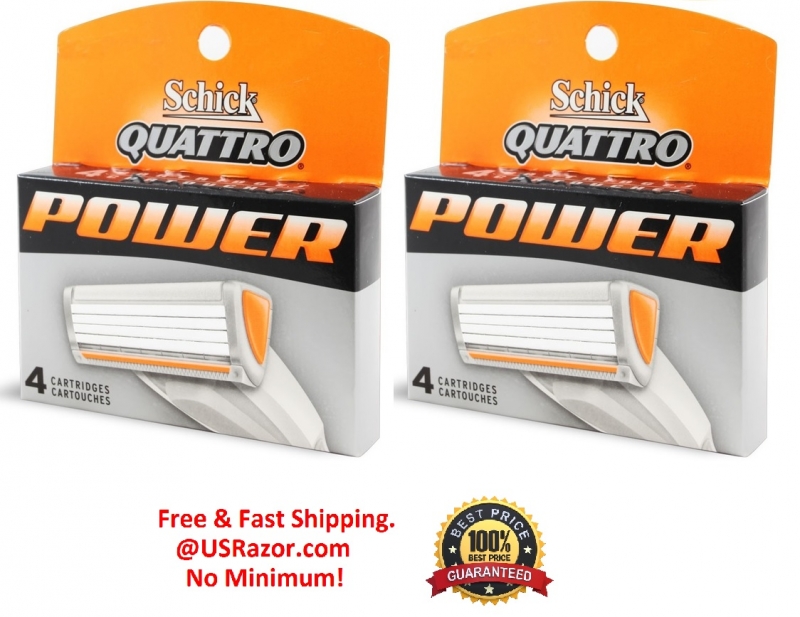 Schick
QUATTRO
POWER
4 CARTRIDGES
CARTOUCHES
Schick
QUATTRO
POWER
4 CARTRIDGES
CARTOUCHES
Free & Fast Shipping.
@USRazor.com
No Minimum!
BEST PRICE
100%
BEST PRICE
GUARANTEED